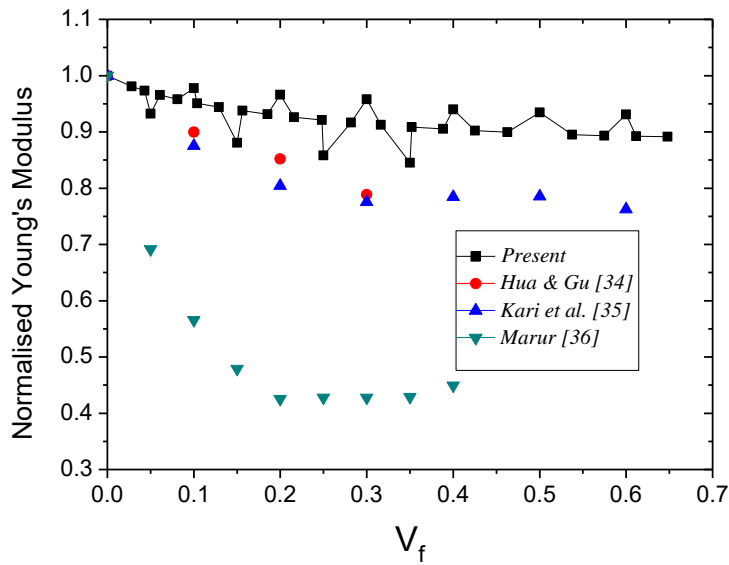 1.1
1.0
0.9
0.8
0.7
0.6
0.5
0.4
0.3
Normalised Young's Modulus
Present
Hua & Gu [34]
Kari et al. [35]
Marur [36]
0.0 0.1 0.2 0.3 0.4 0.5 0.6 0.7
V_f